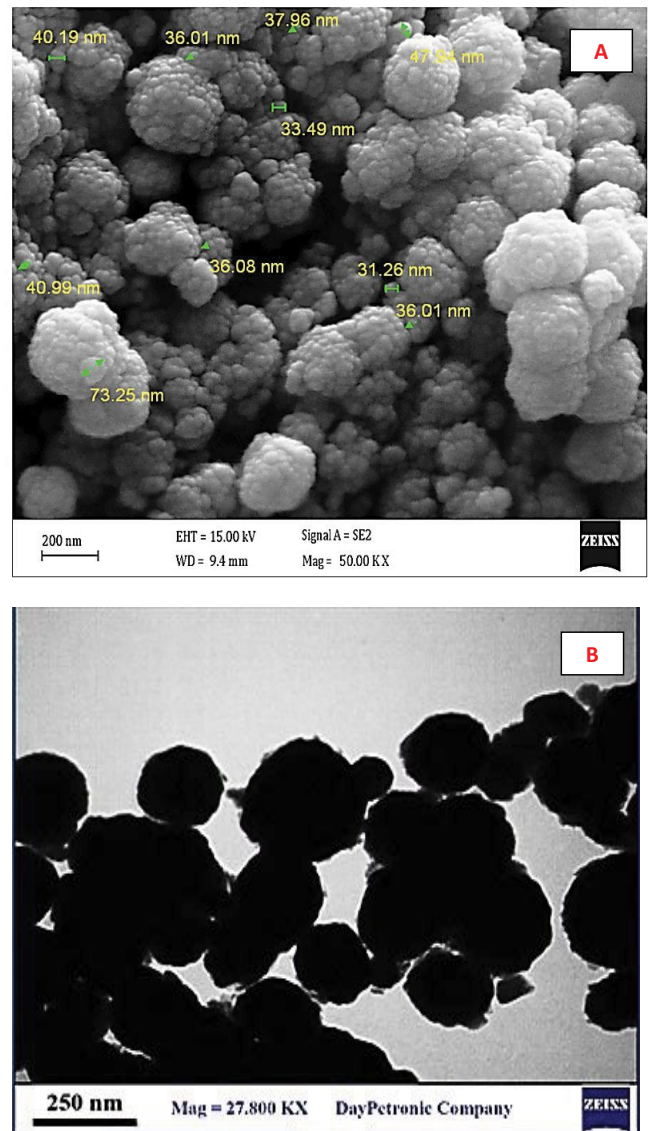 37.96 nm
40.19 nm
36.01 nm
A
47.94 nm
33.49 nm
36.08 nm
31.26 nm
40.99 nm
36.01 nm
73.25 nm
200 nm
EHT = 15.00 kV
Signal A = SE2
WD = 9.4 mm
Mag = 50.00 K X
ZEISS
B
250 nm
Mag = 27.800 KX
DayPetronic Company
ZEISS